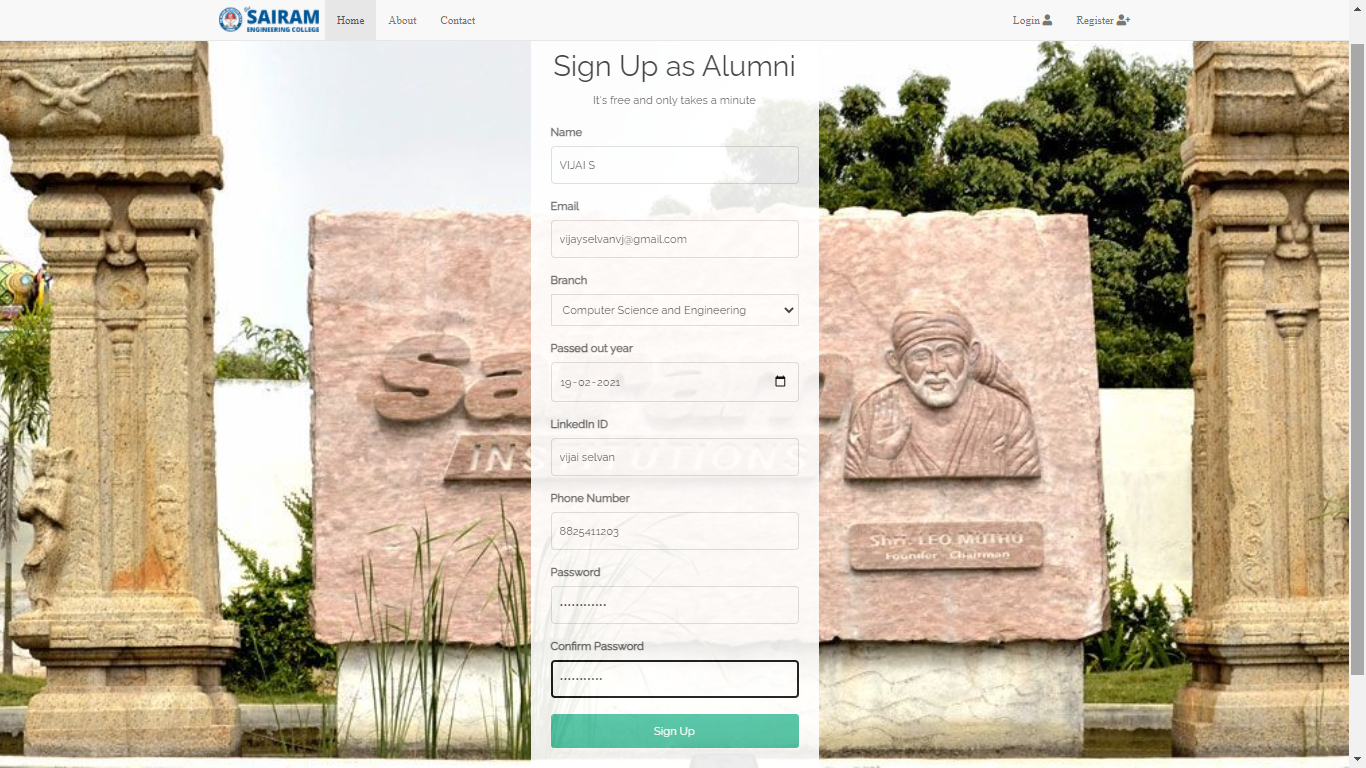 Sri SAIRAM
ENGINEERING COLLEGE
Home
About
Contact
Login
Register
Sign Up as Alumni
It's free and only takes a minute
Name
VIJAI S
Email
vijayselvanvj@gmail.com
Branch
Computer Science and Engineering
Passed out year
19-02-2021
LinkedIn ID
vijai selvan
Phone Number
8825411203
Password
············
Confirm Password
···········
Sign Up
Sairam
INSTITUTIONS
Shri. LEO MUTHU
Founder - Chairman